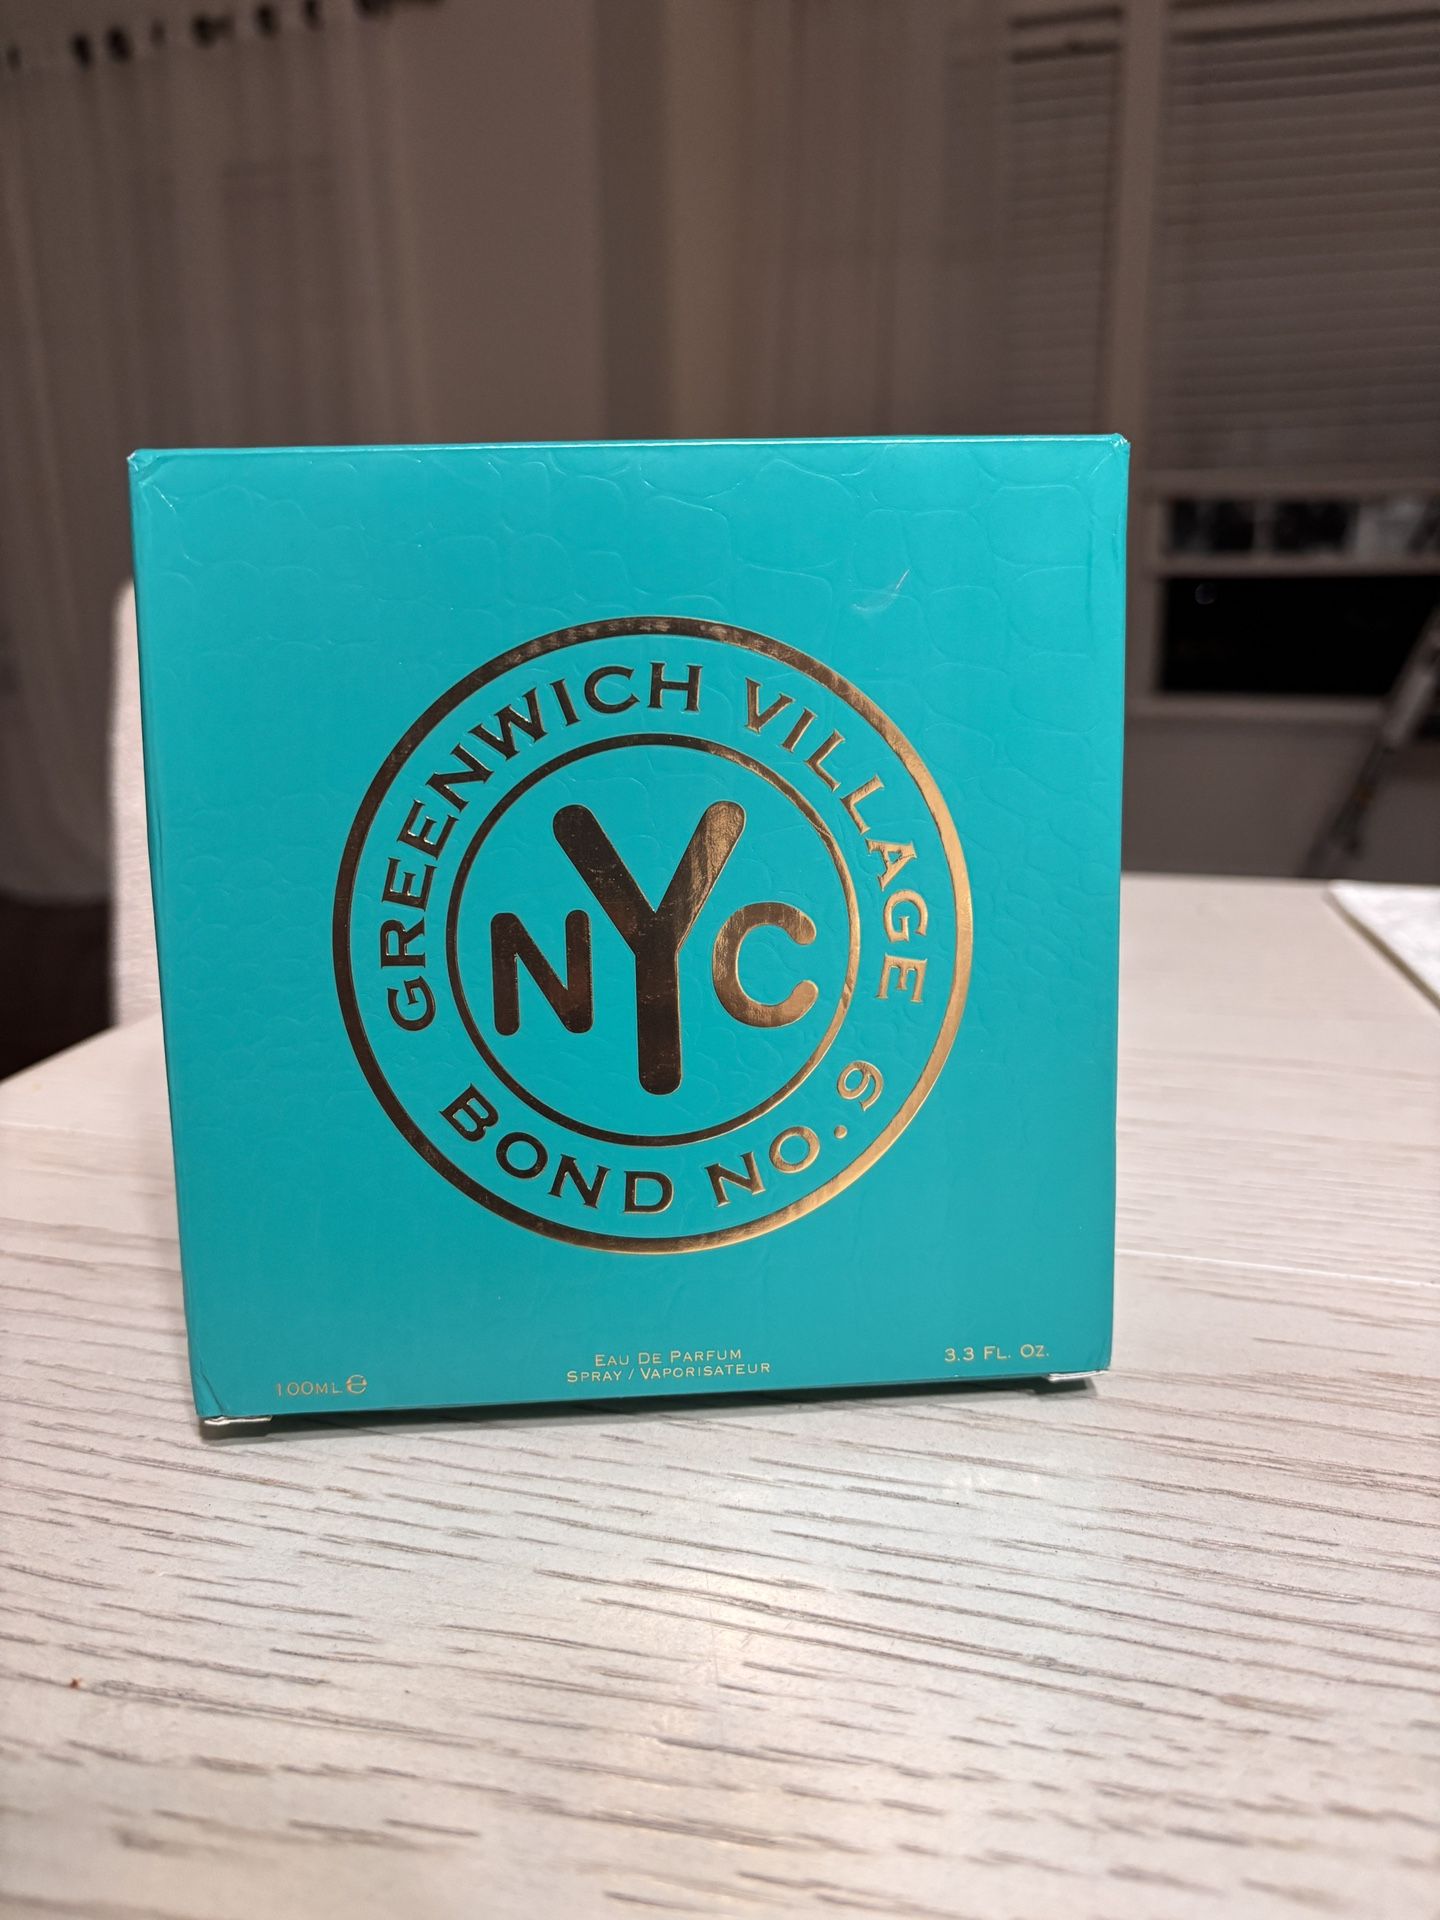 GREENWICH VILLAGE
NYC
BOND NO. 9
100ML ℮
EAU DE PARFUM
SPRAY / VAPORISATEUR
3.3 FL. OZ.